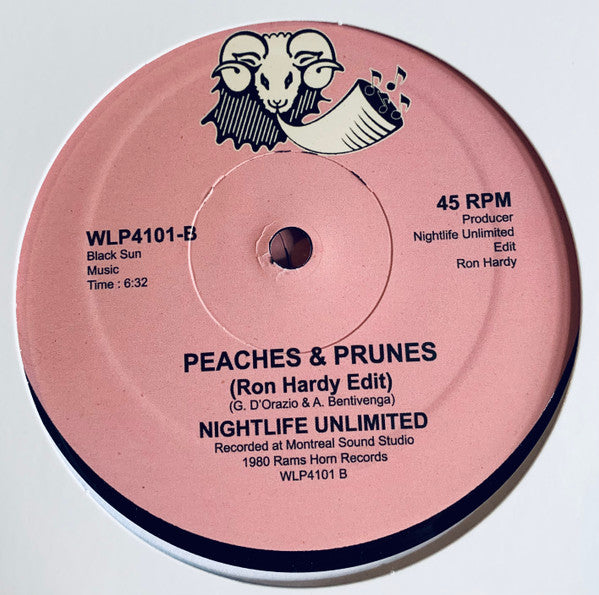 WLP4101-B
Black Sun
Music
Time : 6:32
45 RPM
Producer
Nightlife Unlimited
Edit
Ron Hardy
PEACHES & PRUNES
(Ron Hardy Edit)
(G. D'Orazio & A. Bentivenga)
NIGHTLIFE UNLIMITED
Recorded at Montreal Sound Studio
1980 Rams Horn Records
WLP4101 B